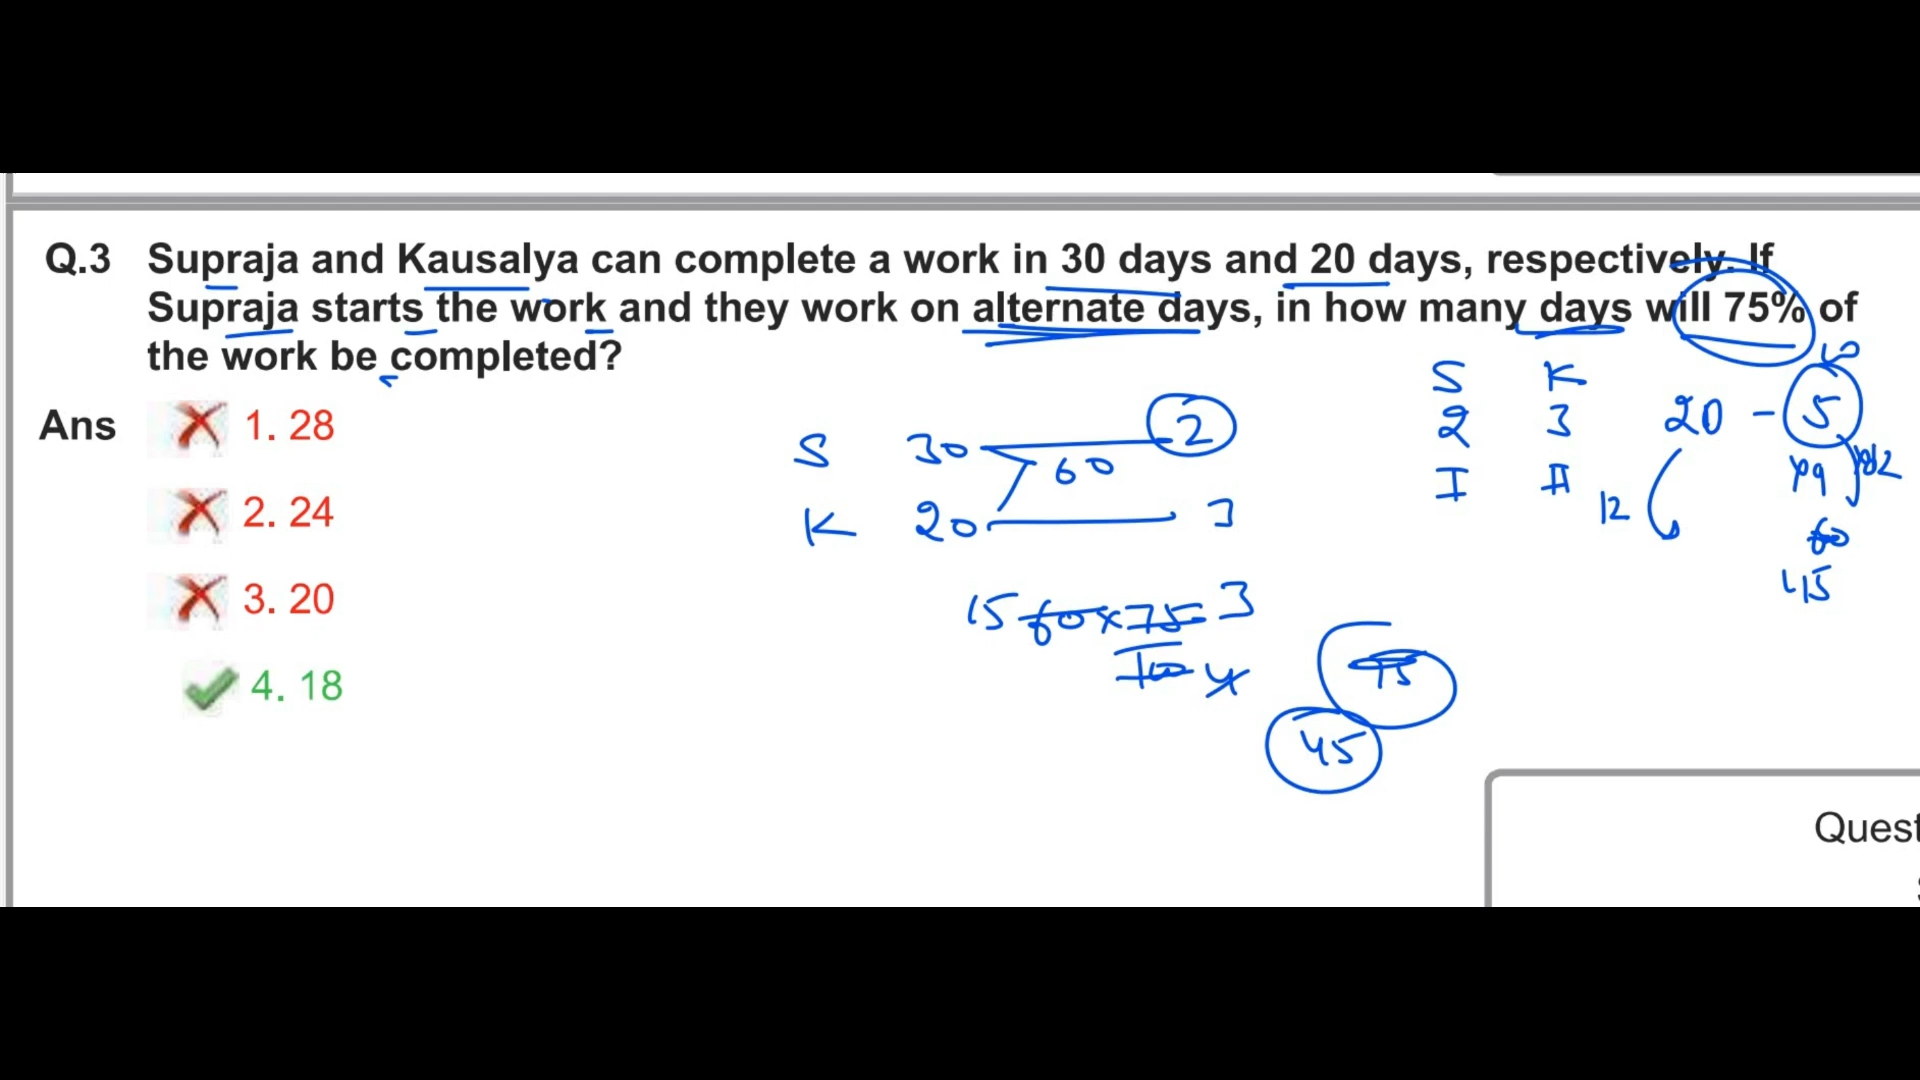 Q.3 Supraja and Kausalya can complete a work in 30 days and 20 days, respectively. If
Supraja starts the work and they work on alternate days, in how many days will 75% of
the work be completed?
Ans 1. 28
2. 24
3. 20
4. 18
S 30 2
60
K 20 3
15 60 x 75 = 3
100 4
75
45
S K
2 3
I II
20 - 5
12
60
45
Quest